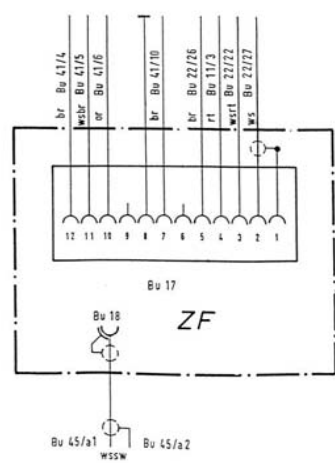 br Bu 41/4
wsbr Bu 41/5
or Bu 41/6
br Bu 41/10
br Bu 22/26
rt Bu 11/3
wsrt Bu 22/22
ws Bu 22/27
12 11 10 9 8 7 6 5 4 3 2 1
Bu 17
Bu 18
ZF
Bu 45/a1 Bu 45/a2
wssw